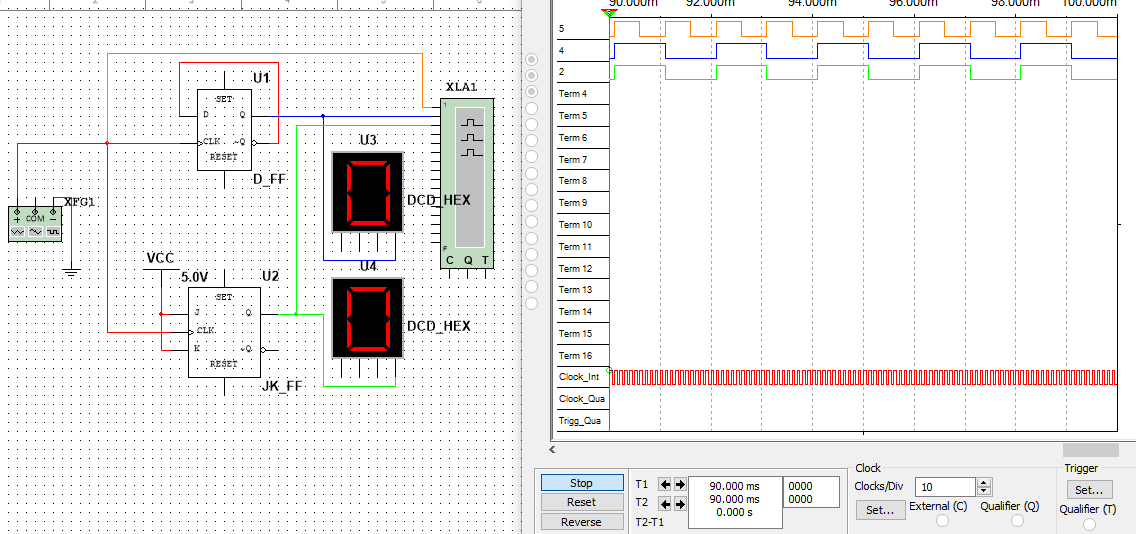 90.000m 92.000m 94.000m 96.000m 98.000m 100.000m
5
4
2
Term 4
Term 5
Term 6
Term 7
Term 8
Term 9
Term 10
Term 11
Term 12
Term 13
Term 14
Term 15
Term 16
Clock_Int
Clock_Qua
Trigg_Qua
U1
SET
D Q
CLK ~Q
RESET
D_FF
XFG1
COM
XLA1
1
F
C Q T
U3
DCD_HEX
U4
DCD_HEX
VCC
5.0V
U2
SET
J Q
CLK
K ~Q
RESET
JK_FF
Stop
Reset
Reverse
T1
T2
T2-T1
90.000 ms 0000
90.000 ms 0000
0.000 s
Clock
Clocks/Div 10
Set...
External (C)
Qualifier (Q)
Trigger
Set...
Qualifier (T)